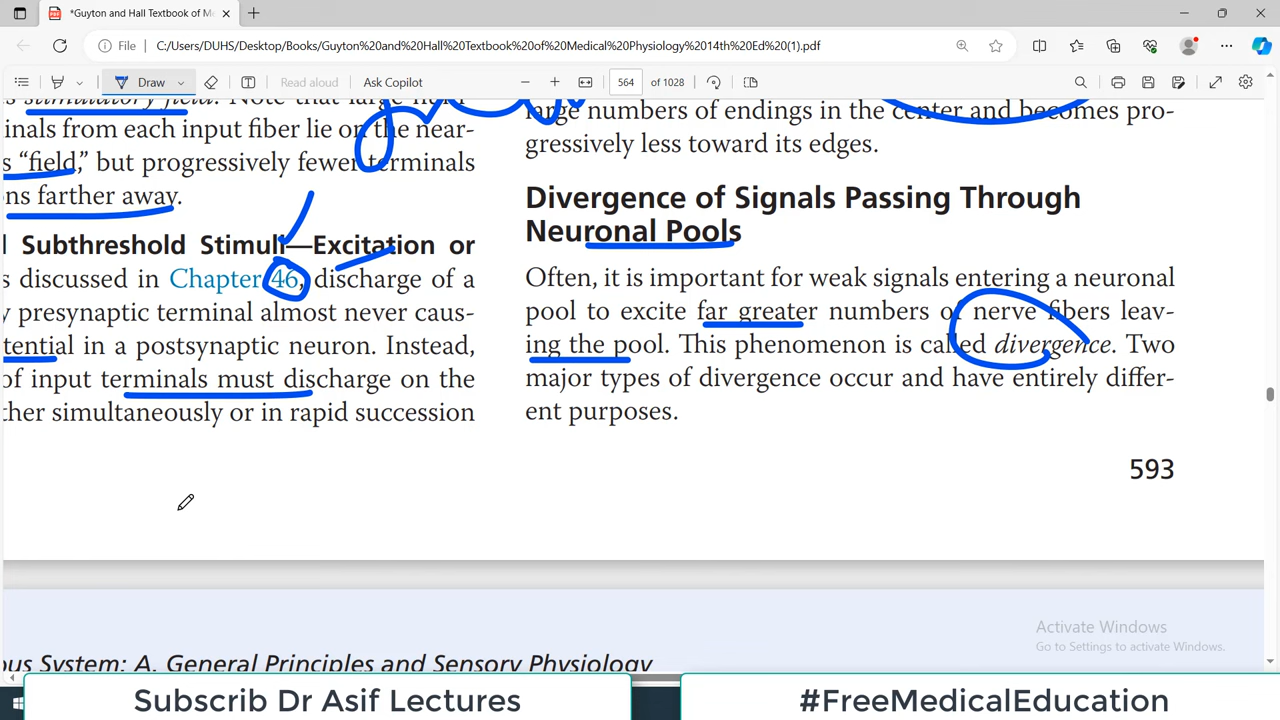 *Guyton and Hall Textbook of Me
File
C:/Users/DUHS/Desktop/Books/Guyton%20and%20Hall%20Textbook%20of%20Medical%20Physiology%2014th%20Ed%20(1).pdf
Draw
Read aloud
Ask Copilot
564 of 1028
s stimulatory field. Note that large
inals from each input fiber lie on the near-
s “field,” but progressively fewer terminals
ons farther away.
Subthreshold Stimuli—Excitation or
s discussed in Chapter 46, discharge of a
y presynaptic terminal almost never caus-
tential in a postsynaptic neuron. Instead,
of input terminals must discharge on the
ther simultaneously or in rapid succession
large numbers of endings in the center and becomes pro-
gressively less toward its edges.
Divergence of Signals Passing Through
Neuronal Pools
Often, it is important for weak signals entering a neuronal
pool to excite far greater numbers of nerve fibers leav-
ing the pool. This phenomenon is called divergence. Two
major types of divergence occur and have entirely differ-
ent purposes.
593
ous System: A. General Principles and Sensory Physiology
Activate Windows
Go to Settings to activate Windows.
Subscrib Dr Asif Lectures
#FreeMedicalEducation